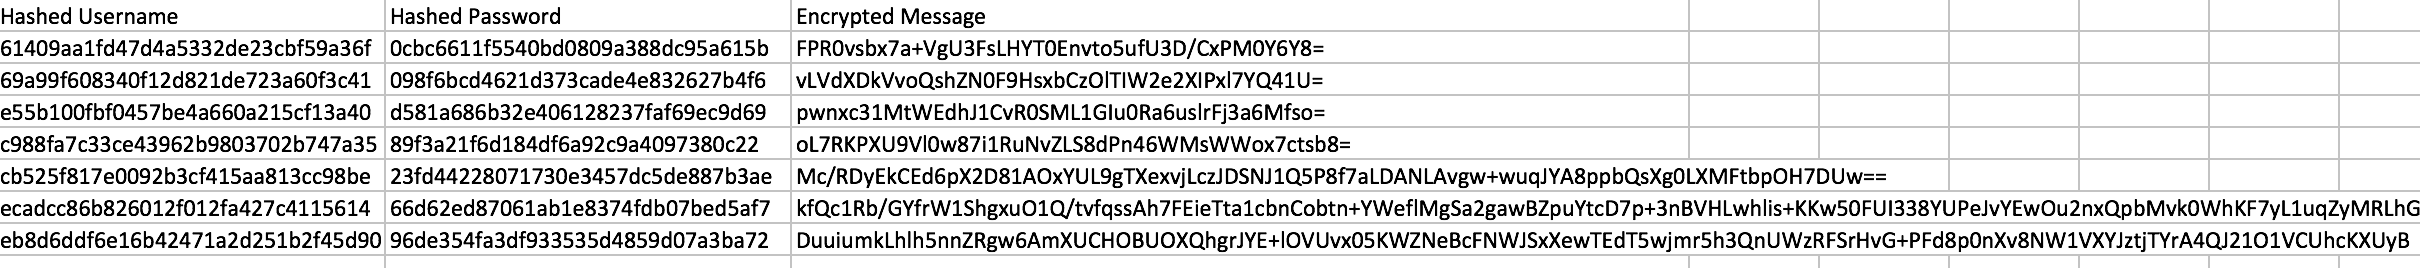 Hashed Username Hashed Password Encrypted Message
61409aa1fd47d4a5332de23cbf59a36f 0cbc6611f5540bd0809a388dc95a615b FPR0vsbx7a+VgU3FsLHYT0Envto5ufU3D/CxPM0Y6Y8=
69a99f608340f12d821de723a60f3c41 098f6bcd4621d373cade4e832627b4f6 vLVdXDkVvoQshZN0F9HsxbCzOlTIW2e2XIPxl7YQ41U=
e55b100fbf0457be4a660a215cf13a40 d581a686b32e406128237faf69ec9d69 pwnxc31MtWEdhJ1CvR0SML1GIu0Ra6uslrFj3a6Mfso=
c988fa7c33ce43962b9803702b747a35 89f3a21f6d184df6a92c9a4097380c22 oL7RKPXU9Vl0w87i1RuNvZLS8dPn46WMsWWox7ctsb8=
cb525f817e0092b3cf415aa813cc98be 23fd44228071730e3457dc5de887b3ae Mc/RDyEkCEd6pX2D81AOxYUL9gTXexvjLczJDSNJ1Q5P8f7aLDANLAvgw+wuqJYA8ppbQsXg0LXMFtbpOH7DUw==
ecadcc86b826012f012fa427c4115614 66d62ed87061ab1e8374fdb07bed5af7 kfQc1Rb/GYfrW1ShgxuO1Q/tvfqssAh7FEieTta1cbnCobtn+YWeflMgSa2gawBZpuYtcD7p+3nBVHLwhlis+KKw50FUI338YUPeJvYEwOu2nxQpbMvk0WhKF7yL1uqZyMRLhG
eb8d6ddf6e16b42471a2d251b2f45d90 96de354fa3df933535d4859d07a3ba72 DuuiumkLhlh5nnZRgw6AmXUCHOBUOXQhgrJYE+lOVUvx05KWZNeBcFNWJSxXewTEdT5wjmr5h3QnUWzRFSrHvG+PFd8p0nXv8NW1VXYJztjTYrA4QJ21O1VCUhcKXUyB